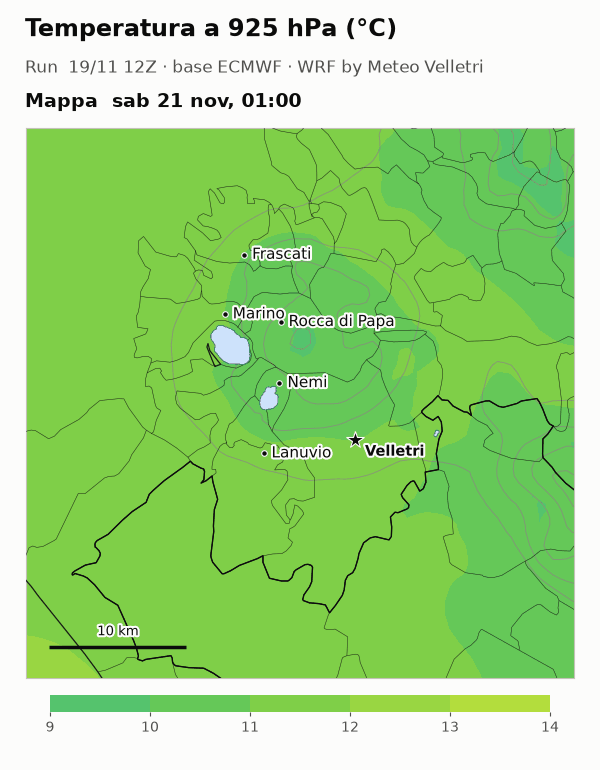 Temperatura a 925 hPa (°C)
Run  19/11 12Z · base ECMWF · WRF by Meteo Velletri
Mappa  sab 21 nov, 01:00
Frascati
Marino
Rocca di Papa
Nemi
Velletri
Lanuvio
10 km
9 10 11 12 13 14